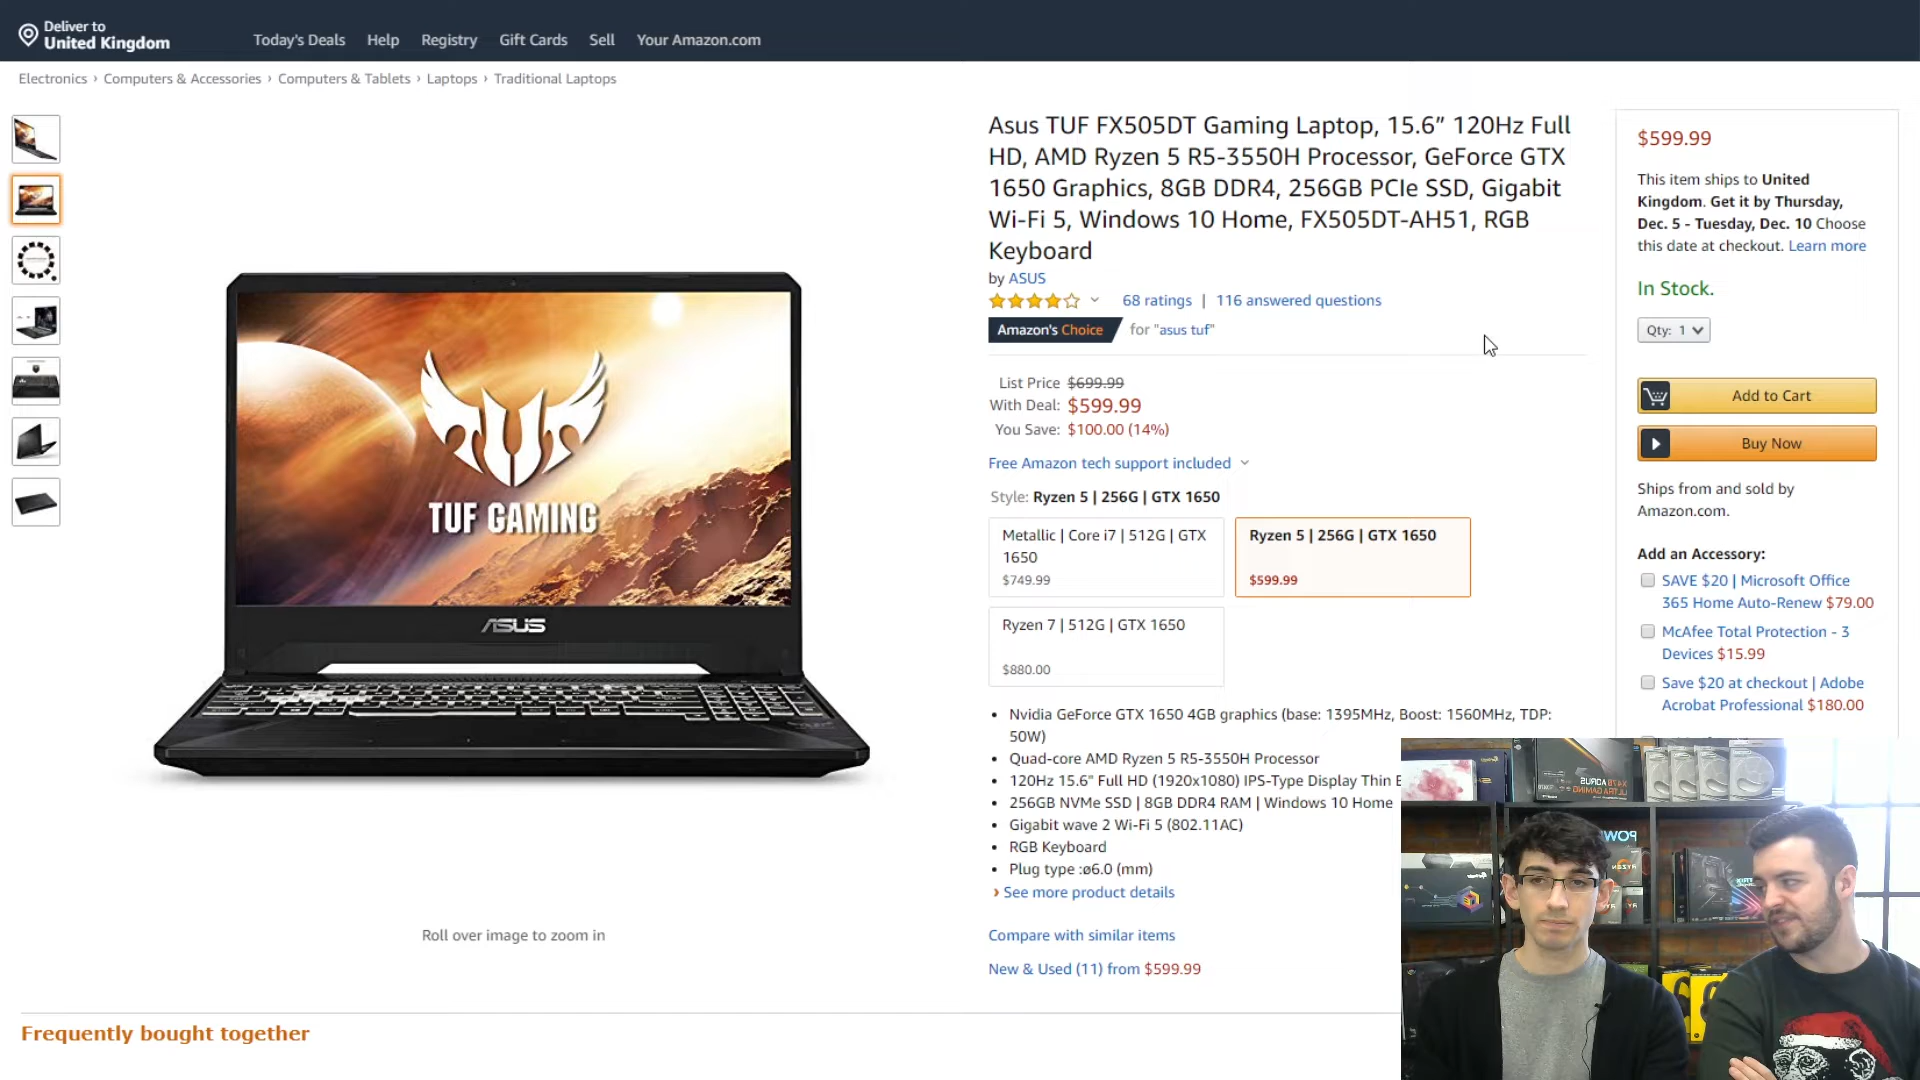 Deliver to
United Kingdom
Today's Deals Help Registry Gift Cards Sell Your Amazon.com
Electronics › Computers & Accessories › Computers & Tablets › Laptops › Traditional Laptops
Asus TUF FX505DT Gaming Laptop, 15.6” 120Hz Full
HD, AMD Ryzen 5 R5-3550H Processor, GeForce GTX
1650 Graphics, 8GB DDR4, 256GB PCIe SSD, Gigabit
Wi-Fi 5, Windows 10 Home, FX505DT-AH51, RGB
Keyboard
by ASUS
68 ratings | 116 answered questions
Amazon's Choice for "asus tuf"
List Price $699.99
With Deal: $599.99
You Save: $100.00 (14%)
Free Amazon tech support included
Style: Ryzen 5 | 256G | GTX 1650
Metallic | Core i7 | 512G | GTX
1650
$749.99
Ryzen 5 | 256G | GTX 1650
$599.99
Ryzen 7 | 512G | GTX 1650
$880.00
• Nvidia GeForce GTX 1650 4GB graphics (base: 1395MHz, Boost: 1560MHz, TDP:
50W)
• Quad-core AMD Ryzen 5 R5-3550H Processor
• 120Hz 15.6" Full HD (1920x1080) IPS-Type Display Thin
• 256GB NVMe SSD | 8GB DDR4 RAM | Windows 10 Home
• Gigabit wave 2 Wi-Fi 5 (802.11AC)
• RGB Keyboard
• Plug type :ø6.0 (mm)
› See more product details
Compare with similar items
New & Used (11) from $599.99
TUF GAMING
ASUS
Roll over image to zoom in
Frequently bought together
$599.99
This item ships to United
Kingdom. Get it by Thursday,
Dec. 5 - Tuesday, Dec. 10 Choose
this date at checkout. Learn more
In Stock.
Qty: 1
Add to Cart
Buy Now
Ships from and sold by
Amazon.com.
Add an Accessory:
SAVE $20 | Microsoft Office
365 Home Auto-Renew $79.00
McAfee Total Protection - 3
Devices $15.99
Save $20 at checkout | Adobe
Acrobat Professional $180.00
X470 AORUS
ULTRA GAMING
POWE